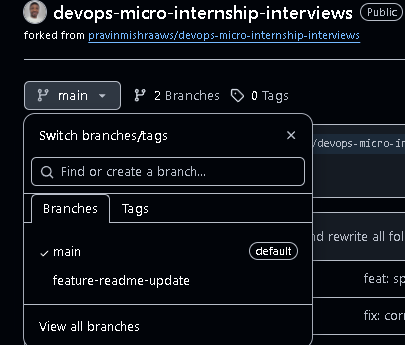 devops-micro-internship-interviews Public
forked from pravinmishraaws/devops-micro-internship-interviews
main 2 Branches 0 Tags
Switch branches/tags
/devops-micro-in
Find or create a branch...
Branches Tags
nd rewrite all fol
main default
feature-readme-update
feat: sp
View all branches
fix: corr